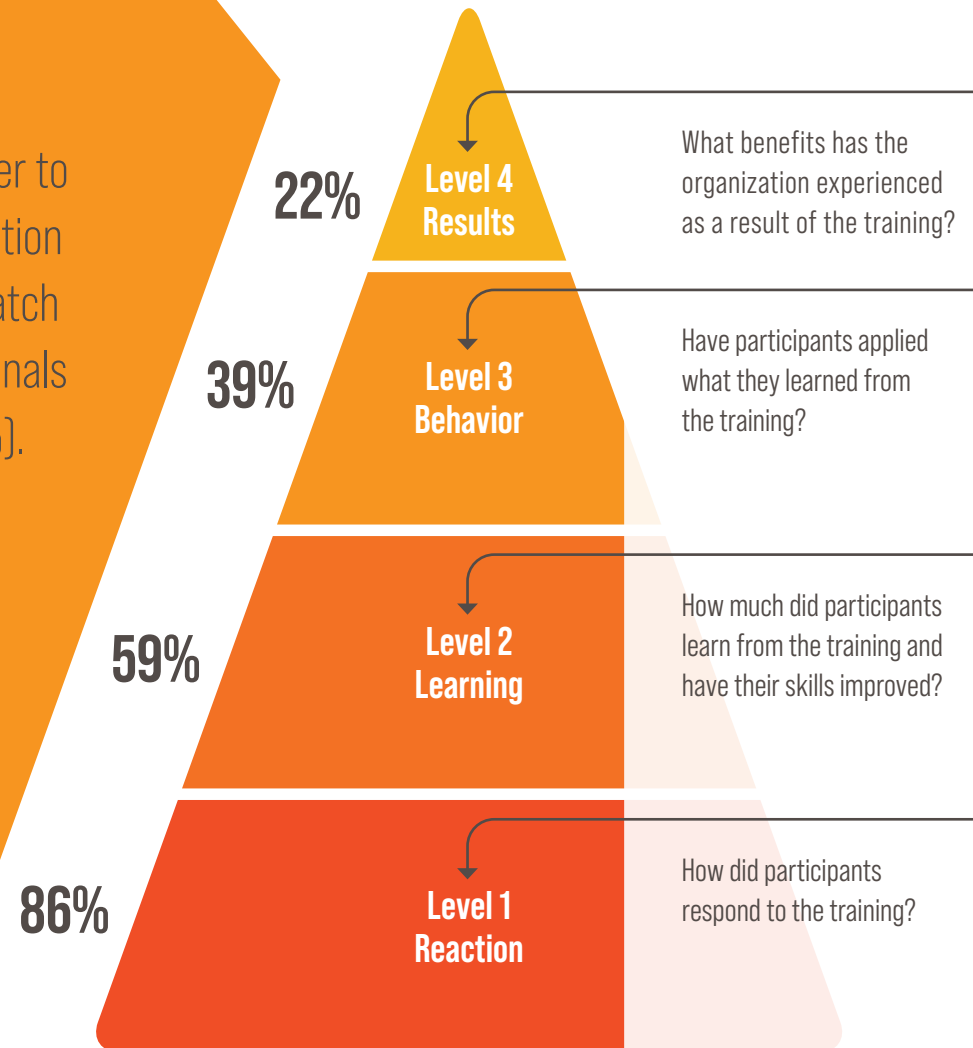 er to
tion
atch
nals
).
22%
Level 4
Results
What benefits has the
organization experienced
as a result of the training?
39%
Level 3
Behavior
Have participants applied
what they learned from
the training?
59%
Level 2
Learning
How much did participants
learn from the training and
have their skills improved?
86%
Level 1
Reaction
How did participants
respond to the training?